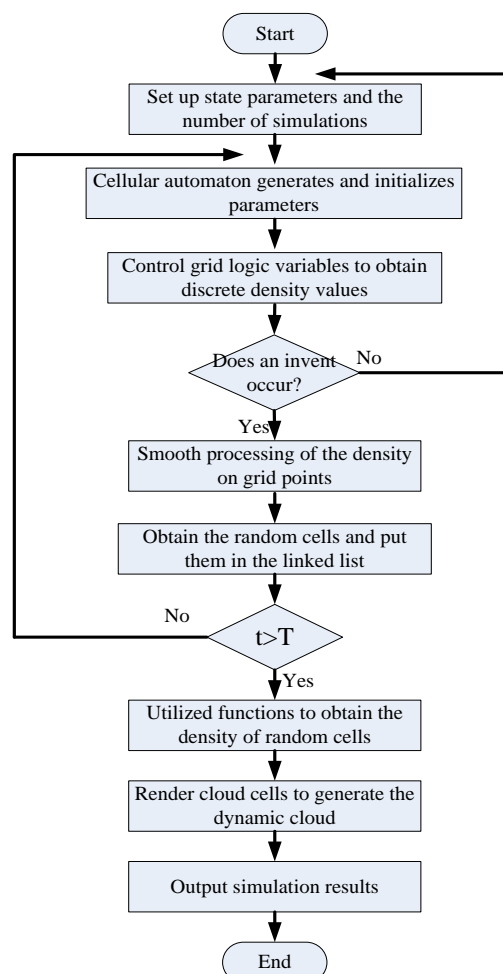 Start
Set up state parameters and the
number of simulations
Cellular automaton generates and initializes
parameters
Control grid logic variables to obtain
discrete density values
Does an invent
occur?
No
Yes
Smooth processing of the density
on grid points
Obtain the random cells and put
them in the linked list
No
t>T
Yes
Utilized functions to obtain the
density of random cells
Render cloud cells to generate the
dynamic cloud
Output simulation results
End